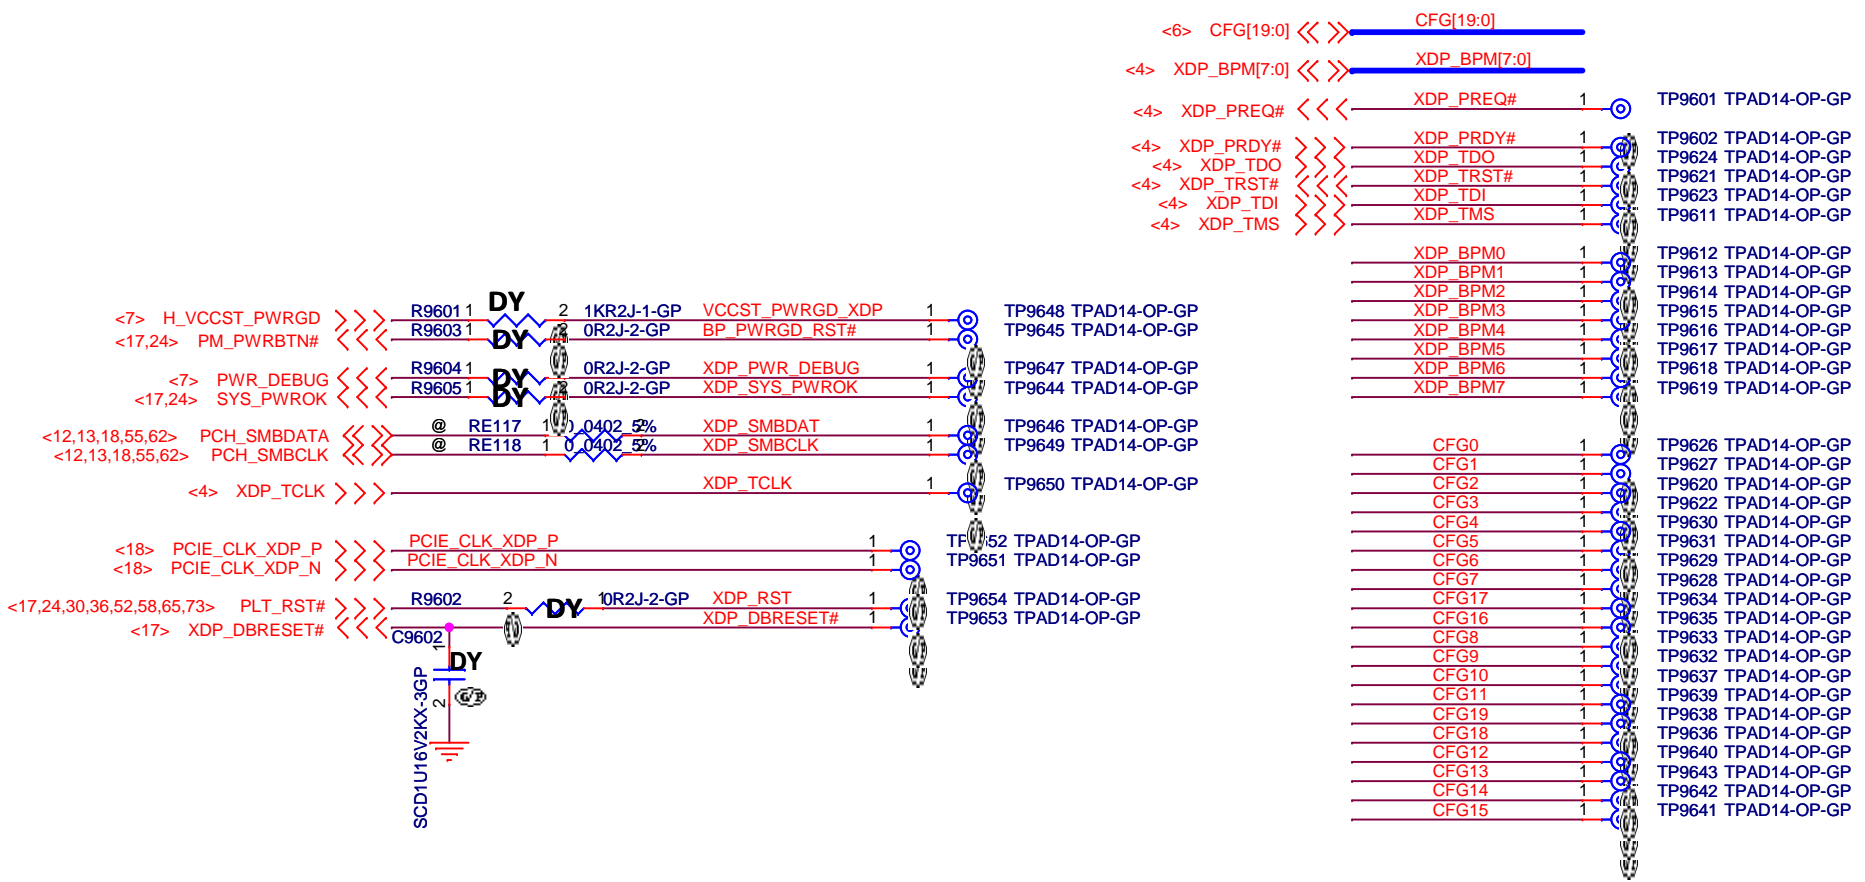 <6> CFG[19:0] CFG[19:0]
<4> XDP_BPM[7:0] XDP_BPM[7:0]
<4> XDP_PREQ# XDP_PREQ# 1 TP9601 TPAD14-OP-GP
<4> XDP_PRDY# XDP_PRDY# 1 TP9602 TPAD14-OP-GP
<4> XDP_TDO XDP_TDO 1 TP9624 TPAD14-OP-GP
<4> XDP_TRST# XDP_TRST# 1 TP9621 TPAD14-OP-GP
<4> XDP_TDI XDP_TDI 1 TP9623 TPAD14-OP-GP
<4> XDP_TMS XDP_TMS 1 TP9611 TPAD14-OP-GP
XDP_BPM0 1 TP9612 TPAD14-OP-GP
XDP_BPM1 1 TP9613 TPAD14-OP-GP
XDP_BPM2 1 TP9614 TPAD14-OP-GP
XDP_BPM3 1 TP9615 TPAD14-OP-GP
XDP_BPM4 1 TP9616 TPAD14-OP-GP
XDP_BPM5 1 TP9617 TPAD14-OP-GP
XDP_BPM6 1 TP9618 TPAD14-OP-GP
XDP_BPM7 1 TP9619 TPAD14-OP-GP
<7> H_VCCST_PWRGD R9601 1 DY 2 1KR2J-1-GP VCCST_PWRGD_XDP 1 TP9648 TPAD14-OP-GP
<17,24> PM_PWRBTN# R9603 1 DY 2 0R2J-2-GP BP_PWRGD_RST# 1 TP9645 TPAD14-OP-GP
<7> PWR_DEBUG R9604 1 DY 0R2J-2-GP XDP_PWR_DEBUG 1 TP9647 TPAD14-OP-GP
<17,24> SYS_PWROK R9605 1 DY 2 0R2J-2-GP XDP_SYS_PWROK 1 TP9644 TPAD14-OP-GP
<12,13,18,55,62> PCH_SMBDATA @ RE117 1 0_0402_5% 2 XDP_SMBDAT 1 TP9646 TPAD14-OP-GP
<12,13,18,55,62> PCH_SMBCLK @ RE118 1 0_0402_5% 2 XDP_SMBCLK 1 TP9649 TPAD14-OP-GP
<4> XDP_TCLK XDP_TCLK 1 TP9650 TPAD14-OP-GP
<18> PCIE_CLK_XDP_P PCIE_CLK_XDP_P 1 TPAD14-OP-GP
<18> PCIE_CLK_XDP_N PCIE_CLK_XDP_N 1 TP9651 TPAD14-OP-GP
<17,24,30,36,52,58,65,73> PLT_RST# R9602 2 DY 1 0R2J-2-GP XDP_RST 1 TP9654 TPAD14-OP-GP
<17> XDP_DBRESET# XDP_DBRESET# 1 TP9653 TPAD14-OP-GP
C9602
1
DY
2
SCD1U16V2KX-3GP
CFG0 1 TP9626 TPAD14-OP-GP
CFG1 1 TP9627 TPAD14-OP-GP
CFG2 1 TP9620 TPAD14-OP-GP
CFG3 1 TP9622 TPAD14-OP-GP
CFG4 1 TP9630 TPAD14-OP-GP
CFG5 1 TP9631 TPAD14-OP-GP
CFG6 1 TP9629 TPAD14-OP-GP
CFG7 1 TP9628 TPAD14-OP-GP
CFG17 1 TP9634 TPAD14-OP-GP
CFG16 1 TP9635 TPAD14-OP-GP
CFG8 1 TP9633 TPAD14-OP-GP
CFG9 1 TP9632 TPAD14-OP-GP
CFG10 1 TP9637 TPAD14-OP-GP
CFG11 1 TP9639 TPAD14-OP-GP
CFG19 1 TP9638 TPAD14-OP-GP
CFG18 1 TP9636 TPAD14-OP-GP
CFG12 1 TP9640 TPAD14-OP-GP
CFG13 1 TP9643 TPAD14-OP-GP
CFG14 1 TP9642 TPAD14-OP-GP
CFG15 1 TP9641 TPAD14-OP-GP